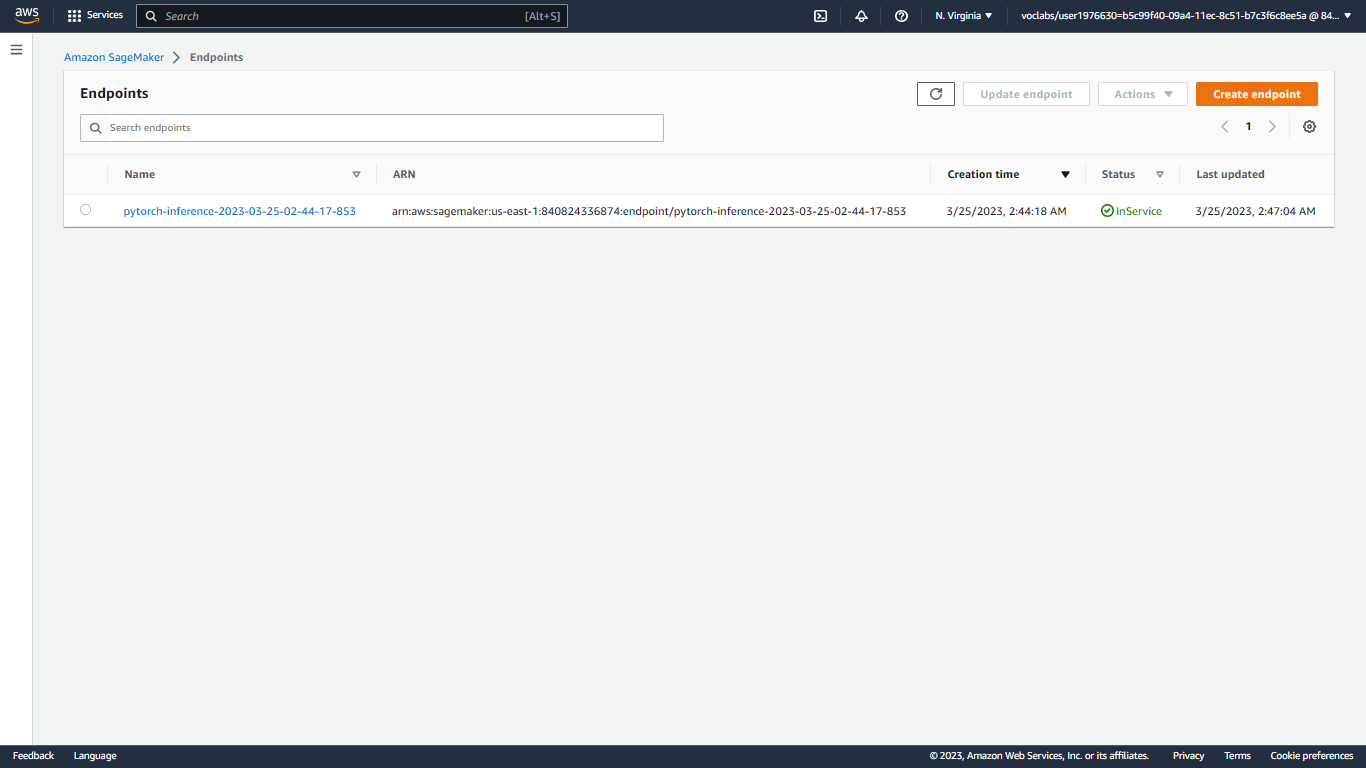 aws Services Search [Alt+S] N. Virginia voclabs/user1976630=b5c99f40-09a4-11ec-8c51-b7c3f6c8ee5a @ 84...
Amazon SageMaker Endpoints
Endpoints Update endpoint Actions Create endpoint
Search endpoints 1
Name ARN Creation time Status Last updated
pytorch-inference-2023-03-25-02-44-17-853 arn:aws:sagemaker:us-east-1:840824336874:endpoint/pytorch-inference-2023-03-25-02-44-17-853 3/25/2023, 2:44:18 AM InService 3/25/2023, 2:47:04 AM
Feedback Language © 2023, Amazon Web Services, Inc. or its affiliates. Privacy Terms Cookie preferences